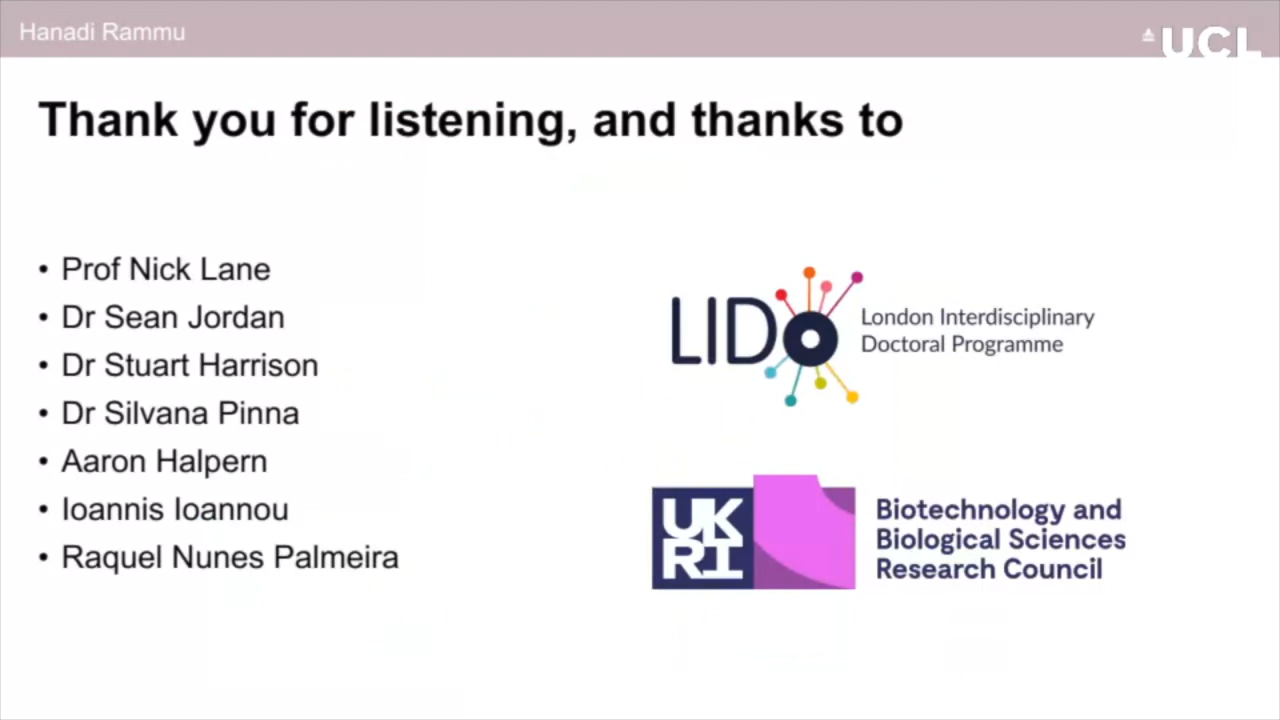 Hanadi Rammu
UCL
Thank you for listening, and thanks to
• Prof Nick Lane
• Dr Sean Jordan
• Dr Stuart Harrison
• Dr Silvana Pinna
• Aaron Halpern
• Ioannis Ioannou
• Raquel Nunes Palmeira
LIDo
London Interdisciplinary
Doctoral Programme
UK
RI
Biotechnology and
Biological Sciences
Research Council